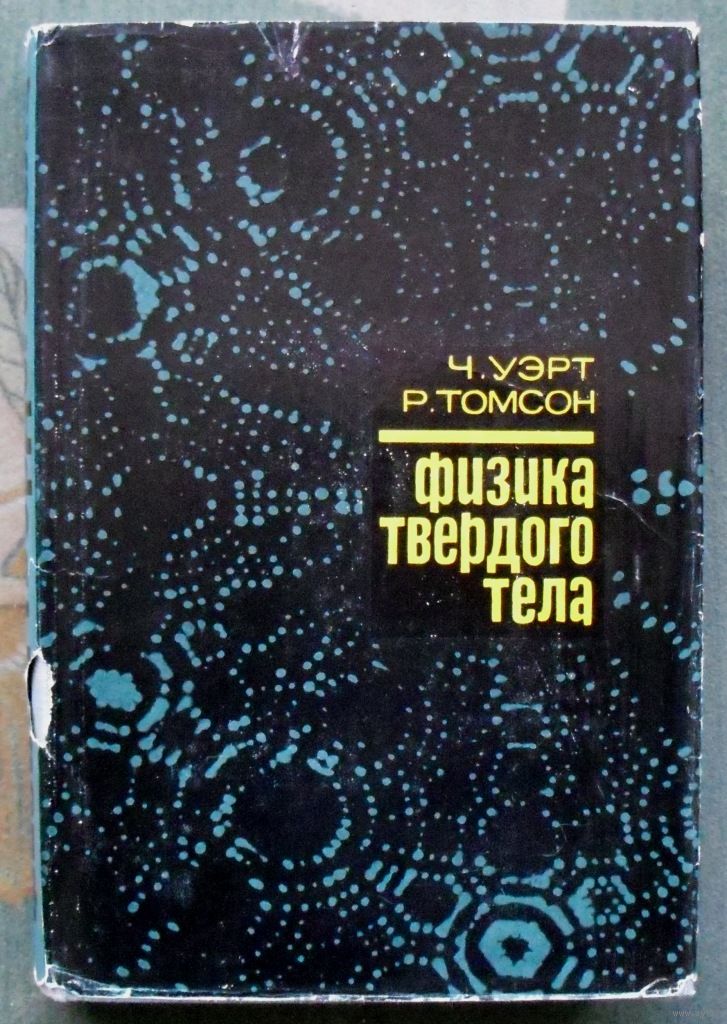 Ч. УЭРТ
Р. ТОМСОН
физика
твердого
тела